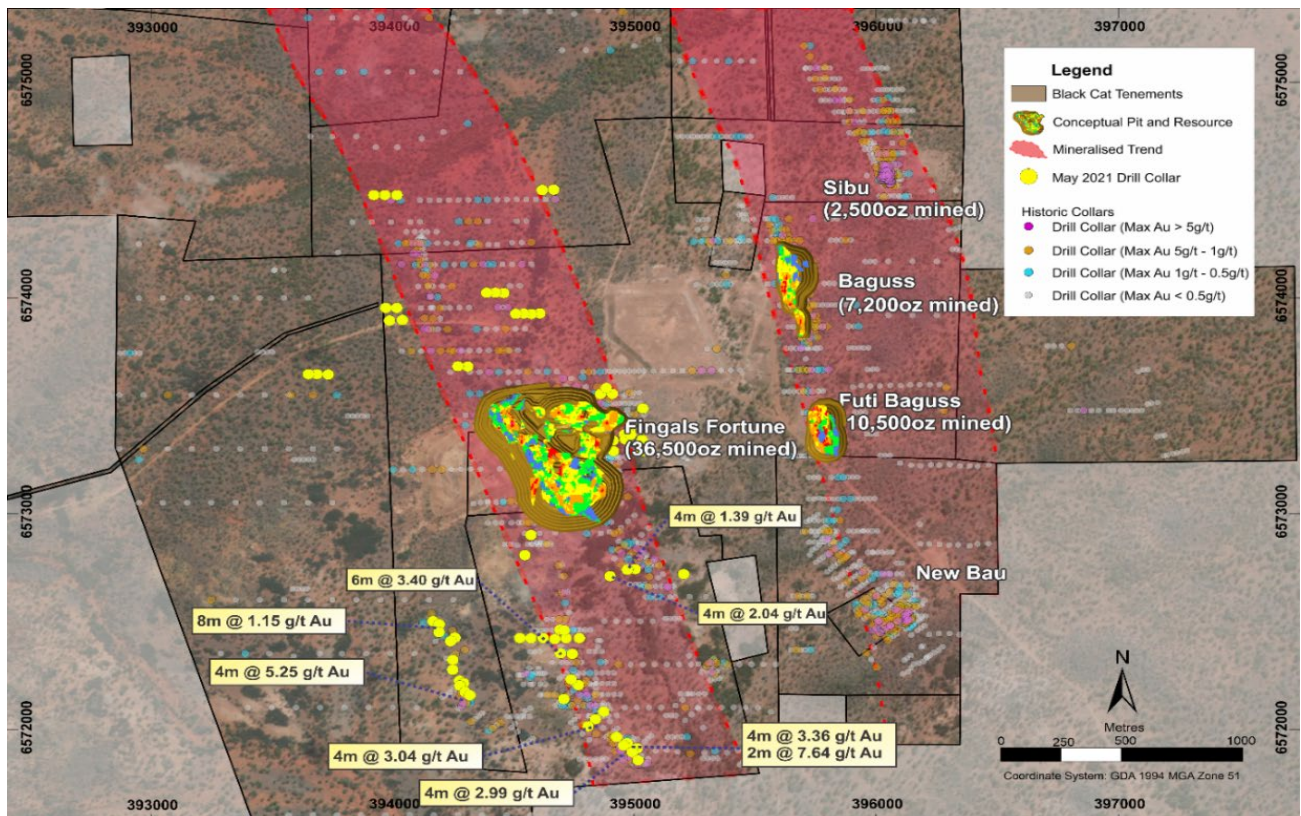 393000
394000
395000
396000
397000
6575000
6575000
Legend
Black Cat Tenements
Conceptual Pit and Resource
Mineralised Trend
May 2021 Drill Collar
Historic Collars
Drill Collar (Max Au > 5g/t)
Drill Collar (Max Au 5g/t - 1g/t)
Drill Collar (Max Au 1g/t - 0.5g/t)
Drill Collar (Max Au < 0.5g/t)
Sibu
(2,500oz mined)
6574000
6574000
Baguss
(7,200oz mined)
Futi Baguss
(10,500oz mined)
Fingals Fortune
(36,500oz mined)
6573000
6573000
4m @ 1.39 g/t Au
New Bau
6m @ 3.40 g/t Au
4m @ 2.04 g/t Au
8m @ 1.15 g/t Au
4m @ 5.25 g/t Au
N
Metres
6572000
6572000
4m @ 3.36 g/t Au
2m @ 7.64 g/t Au
4m @ 3.04 g/t Au
0 250 500 1000
Coordinate System: GDA 1994 MGA Zone 51
4m @ 2.99 g/t Au
393000
394000
395000
396000
397000